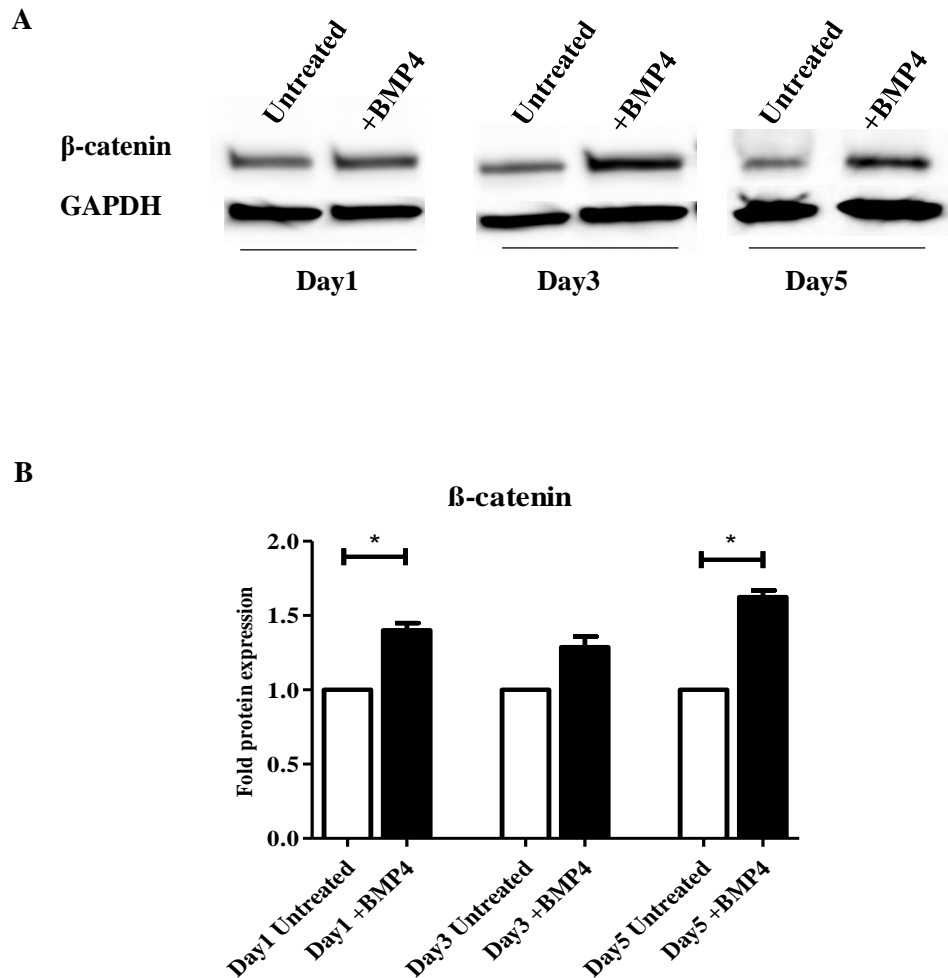 A
Untreated
+BMP4
Untreated
+BMP4
Untreated
+BMP4
β-catenin
GAPDH
Day1
Day3
Day5
B
ß-catenin
Fold protein expression
2.0
1.5
1.0
0.5
0.0
*
*
Day1 Untreated
Day1 +BMP4
Day3 Untreated
Day3 +BMP4
Day5 Untreated
Day5 +BMP4